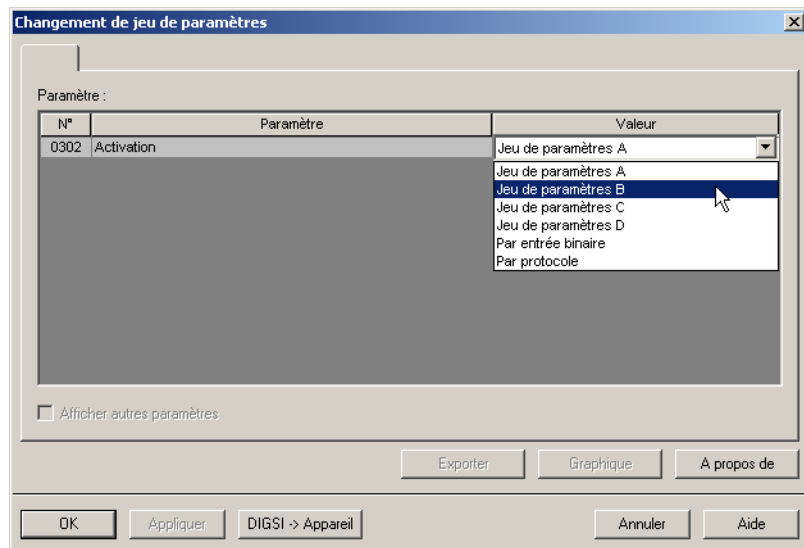 Changement de jeu de paramètres
Paramètre :
N° Paramètre Valeur
0302 Activation Jeu de paramètres A
Jeu de paramètres A
Jeu de paramètres B
Jeu de paramètres C
Jeu de paramètres D
Par entrée binaire
Par protocole
Afficher autres paramètres
Exporter Graphique A propos de
OK Appliquer DIGSI -> Appareil Annuler Aide